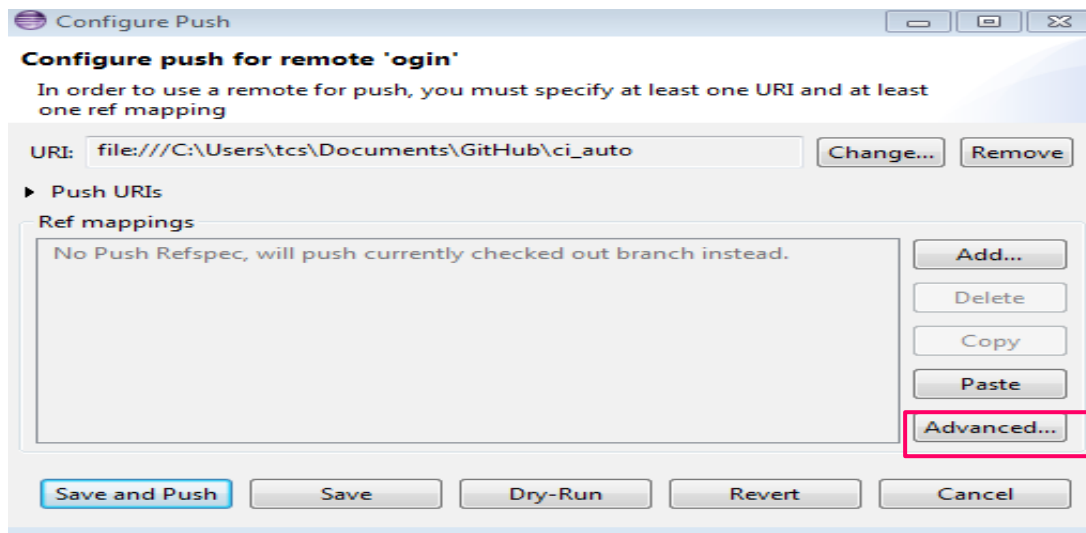 Configure Push
Configure push for remote 'ogin'
In order to use a remote for push, you must specify at least one URI and at least
one ref mapping
URI: file:///C:\Users\tcs\Documents\GitHub\ci_auto Change... Remove
Push URIs
Ref mappings
No Push Refspec, will push currently checked out branch instead. Add...
Delete
Copy
Paste
Advanced...
Save and Push Save Dry-Run Revert Cancel